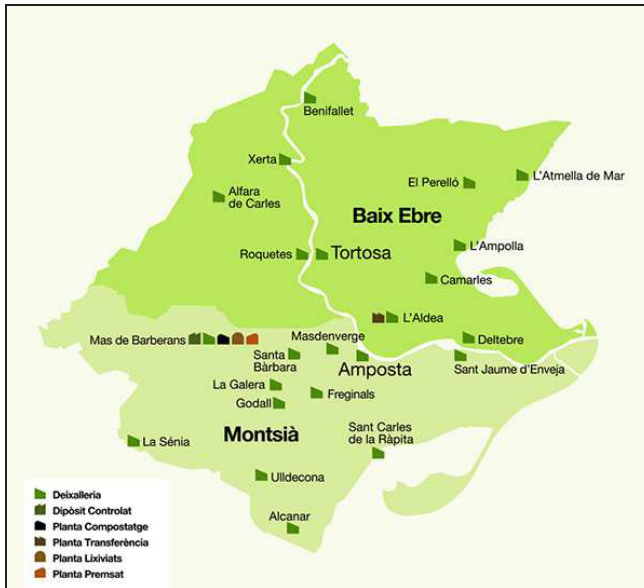 Benifallet
Xerta
El Perelló
L'Atmella de Mar
Alfara
de Carles
Baix Ebre
Roquetes
Tortosa
L'Ampolla
Camarles
L'Aldea
Mas de Barberans
Masdenverge
Deltebre
Santa
Bàrbara
Amposta
Sant Jaume d'Enveja
La Galera
Freginals
Godall
Montsià
Sant Carles
de la Ràpita
La Sénia
Ulldecona
Alcanar
Deixalleria
Dipòsit Controlat
Planta Compostatge
Planta Transferència
Planta Lixiviats
Planta Premsat